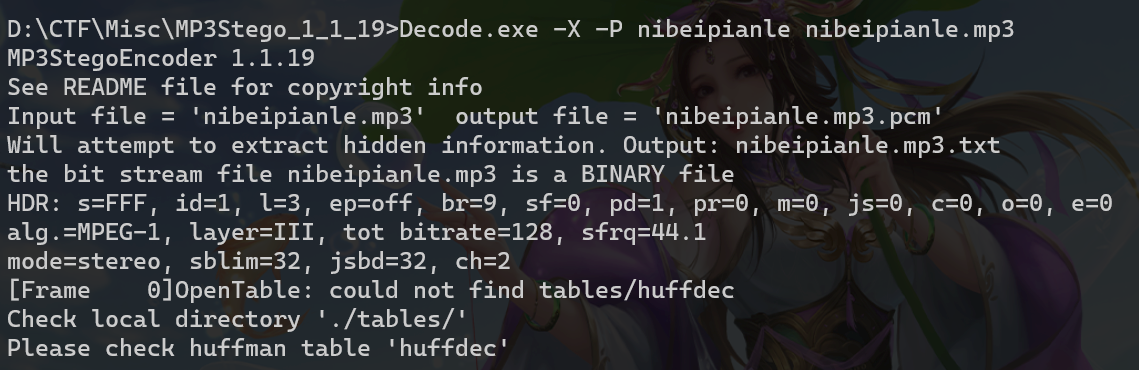 D:\CTF\Misc\MP3Stego_1_1_19>Decode.exe -X -P nibeipianle nibeipianle.mp3
MP3StegoEncoder 1.1.19
See README file for copyright info
Input file = 'nibeipianle.mp3'  output file = 'nibeipianle.mp3.pcm'
Will attempt to extract hidden information. Output: nibeipianle.mp3.txt
the bit stream file nibeipianle.mp3 is a BINARY file
HDR: s=FFF, id=1, l=3, ep=off, br=9, sf=0, pd=1, pr=0, m=0, js=0, c=0, o=0, e=0
alg.=MPEG-1, layer=III, tot bitrate=128, sfrq=44.1
mode=stereo, sblim=32, jsbd=32, ch=2
[Frame    0]OpenTable: could not find tables/huffdec
Check local directory './tables/'
Please check huffman table 'huffdec'